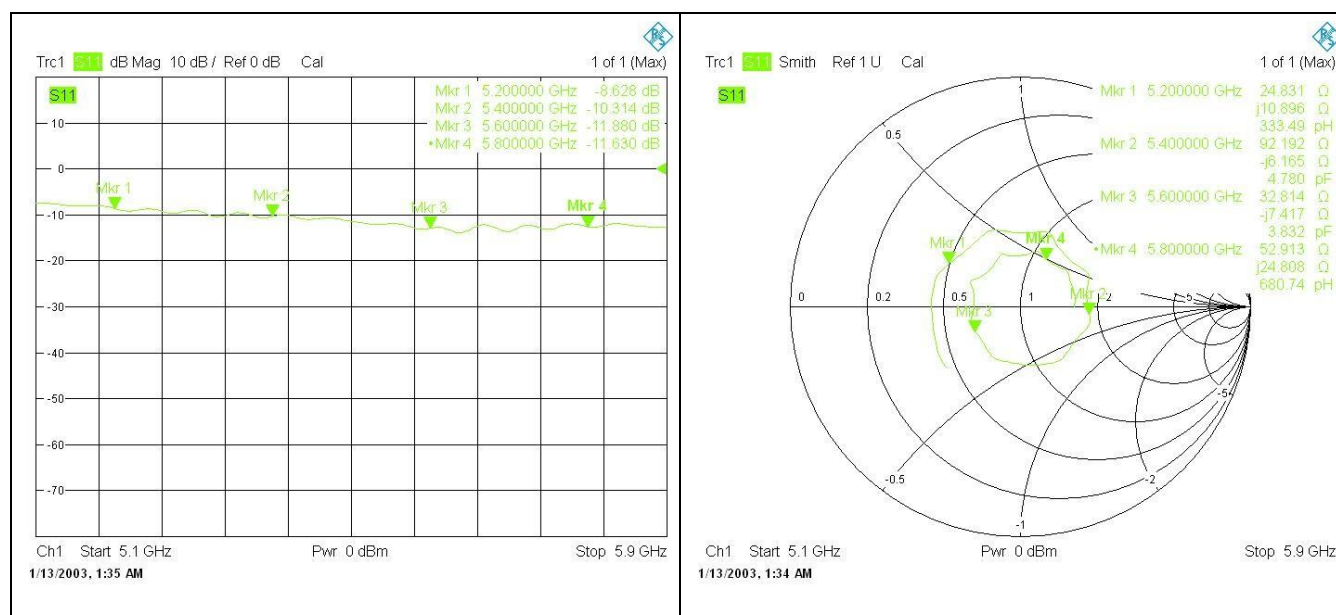 Trc1 S11 dB Mag 10 dB / Ref 0 dB Cal 1 of 1 (Max)
S11
Mkr 1 5.200000 GHz -8.628 dB
Mkr 2 5.400000 GHz -10.314 dB
Mkr 3 5.600000 GHz -11.880 dB
•Mkr 4 5.800000 GHz -11.630 dB
10
0
-10
-20
-30
-40
-50
-60
-70
Mkr 1
Mkr 2
Mkr 3
Mkr 4
Ch1 Start 5.1 GHz Pwr 0 dBm Stop 5.9 GHz
1/13/2003, 1:35 AM
Trc1 S11 Smith Ref 1 U Cal 1 of 1 (Max)
S11
Mkr 1 5.200000 GHz 24.831 Ω
j10.896 Ω
333.49 pH
Mkr 2 5.400000 GHz 92.192 Ω
-j6.165 Ω
4.780 pF
Mkr 3 5.600000 GHz 32.814 Ω
-j7.417 Ω
3.832 pF
•Mkr 4 5.800000 GHz 52.913 Ω
j24.808 Ω
680.74 pH
1
0.5
Mkr 1
Mkr 4
0
0.2
0.5
1
Mkr 2
2
5
Mkr 3
-5
-0.5
-2
-1
Ch1 Start 5.1 GHz Pwr 0 dBm Stop 5.9 GHz
1/13/2003, 1:34 AM